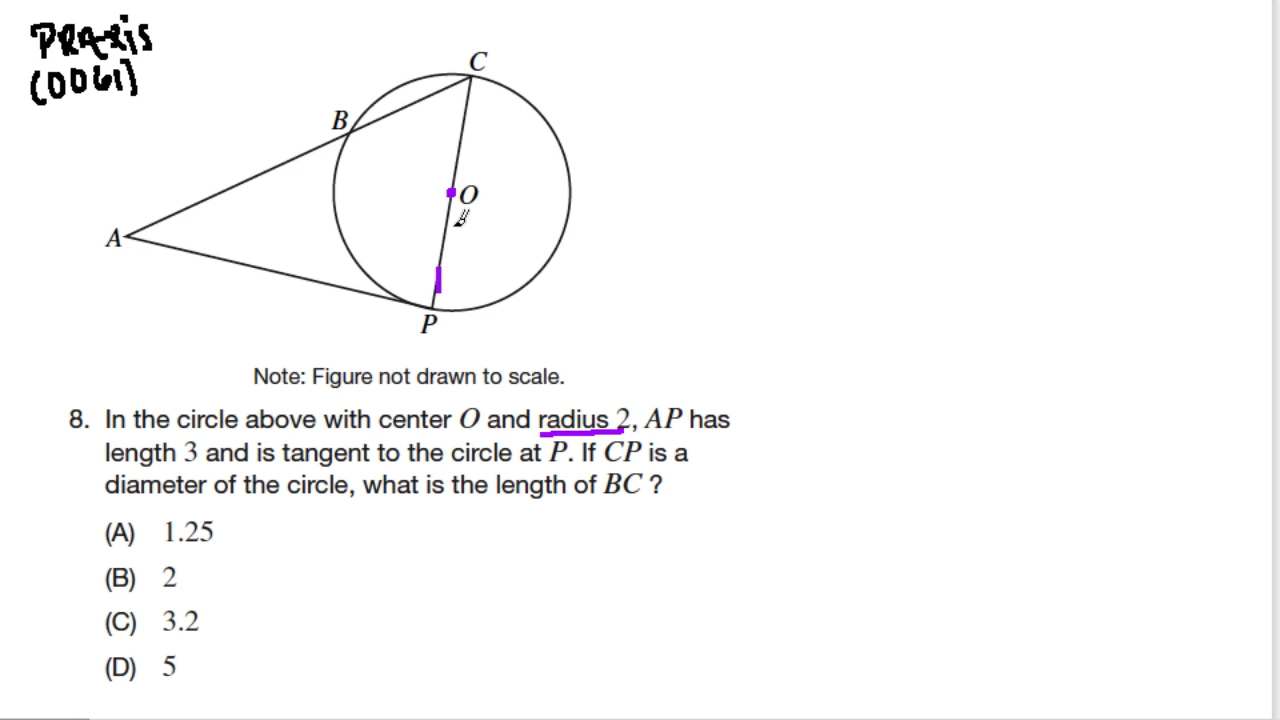 PRAXIS
(0061)
C
B
O
A
P
Note: Figure not drawn to scale.
8. In the circle above with center O and radius 2, AP has
length 3 and is tangent to the circle at P. If CP is a
diameter of the circle, what is the length of BC ?
(A) 1.25
(B) 2
(C) 3.2
(D) 5